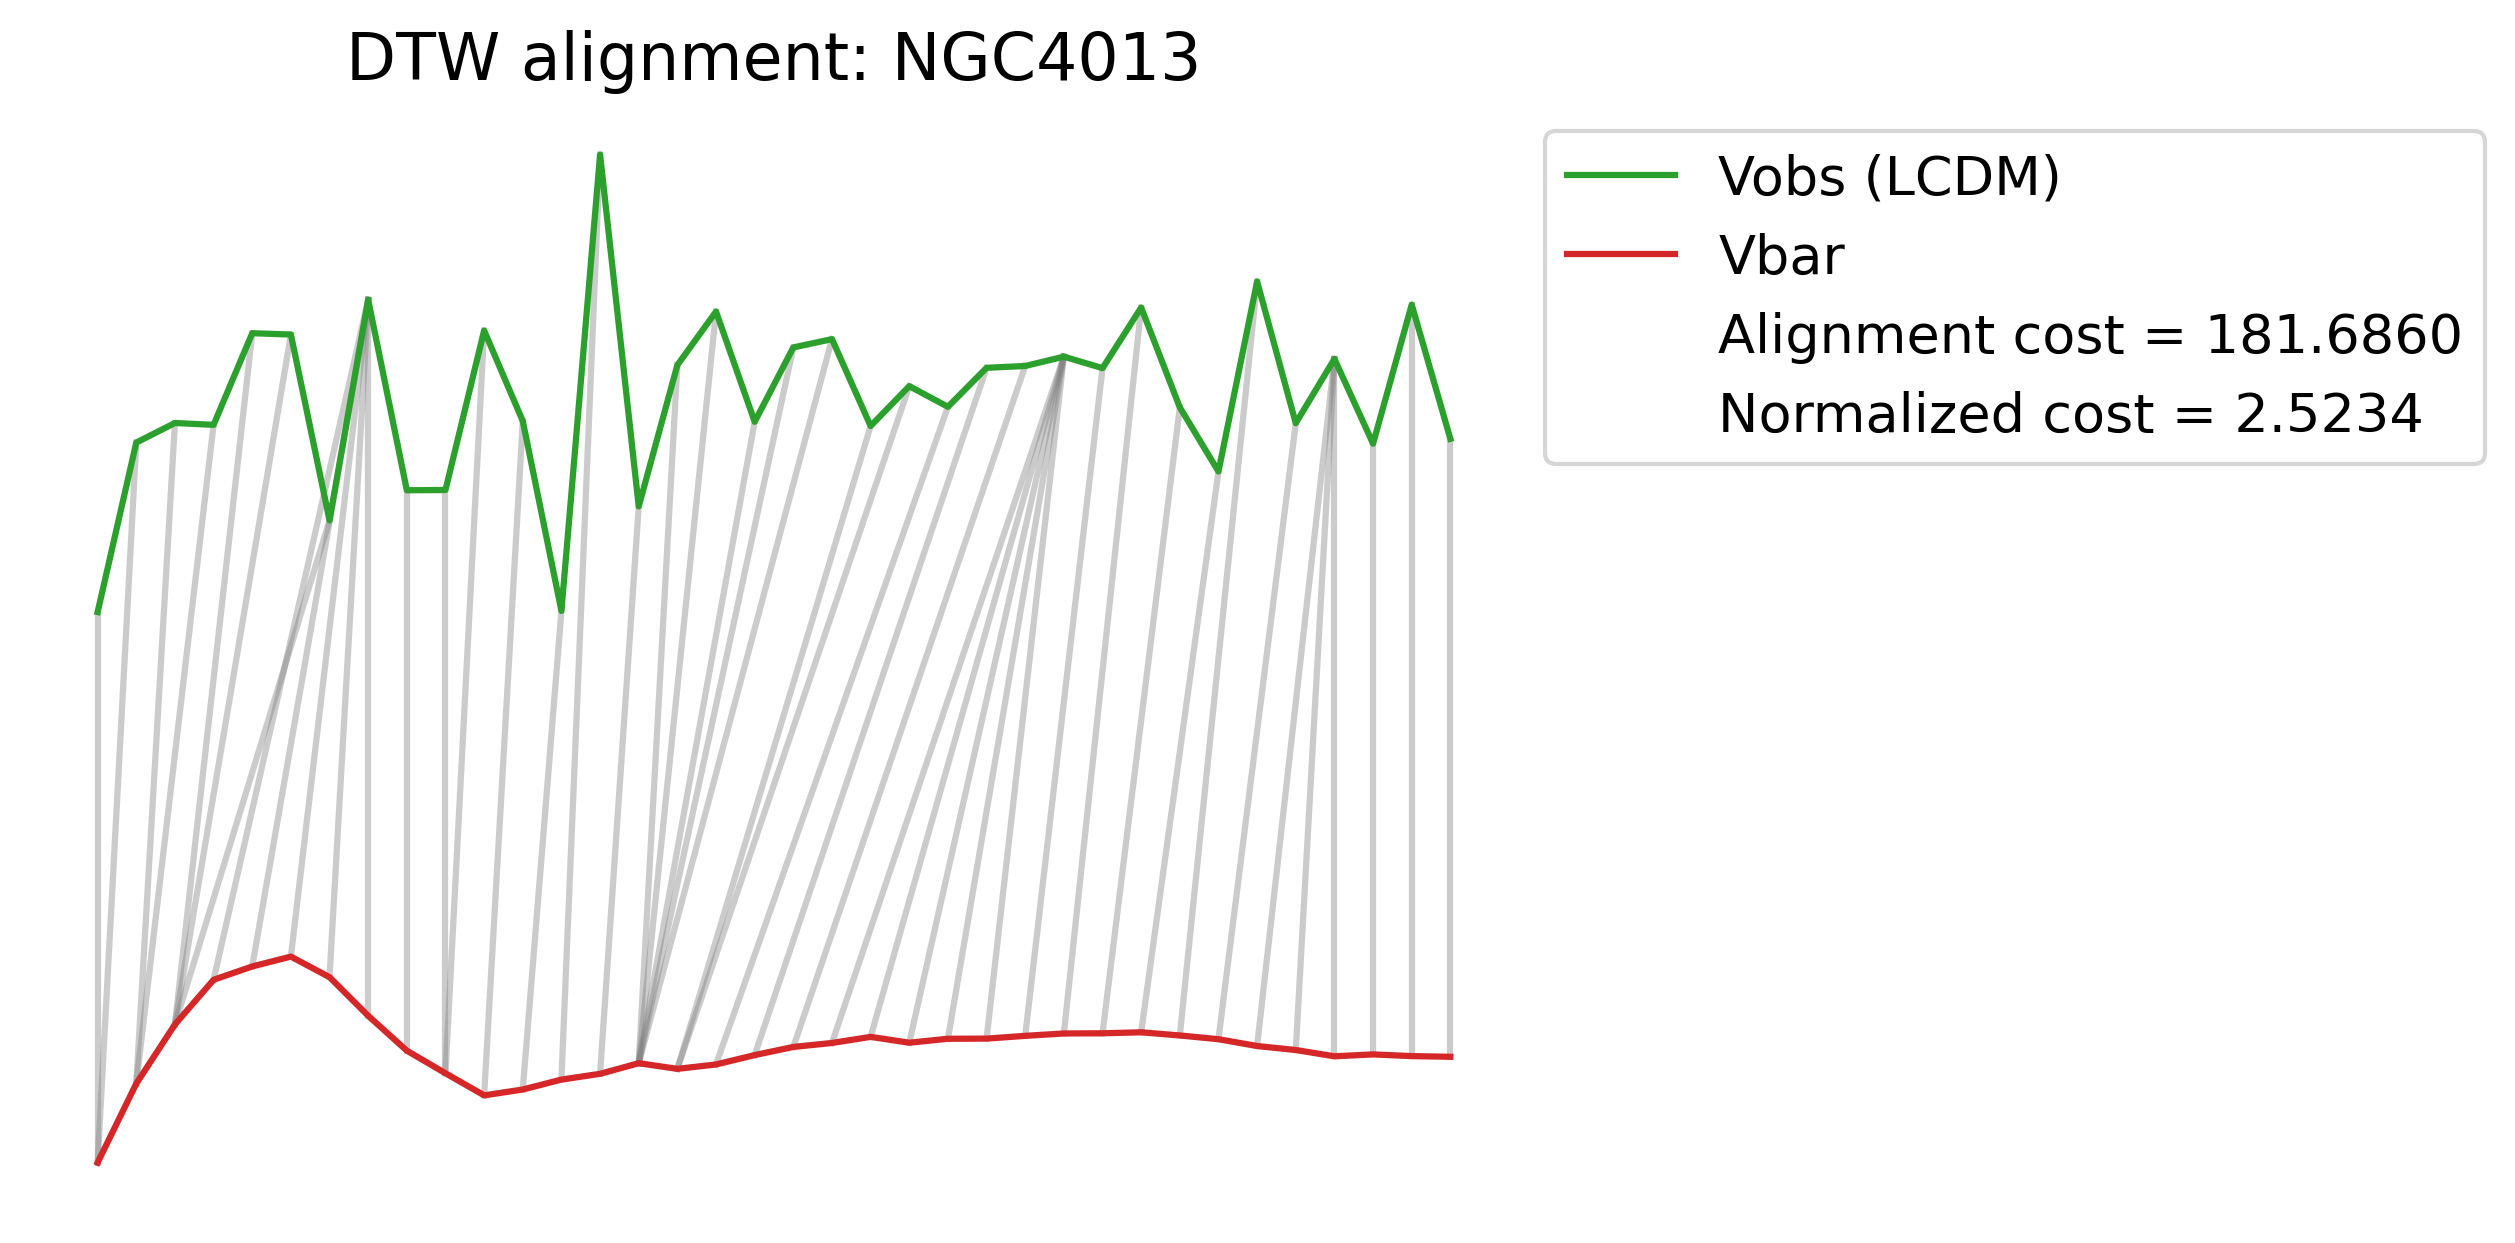 DTW alignment: NGC4013
Vobs (LCDM)
Vbar
Alignment cost = 181.6860
Normalized cost = 2.5234